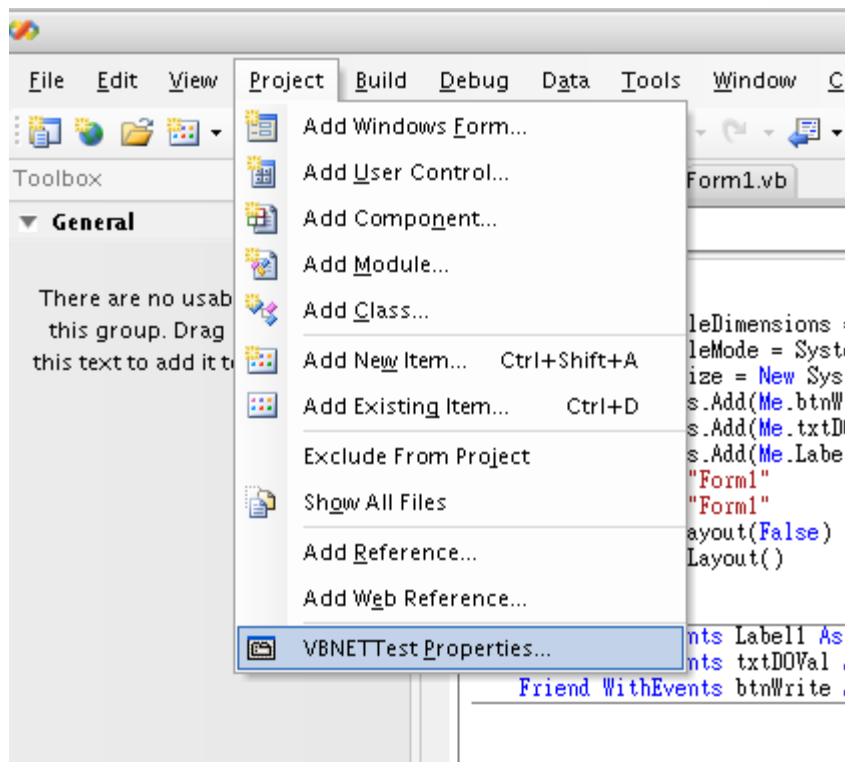 File Edit View Project Build Debug Data Tools Window C
Add Windows Form...
Toolbox
Add User Control...
Form1.vb
General
Add Component...
Add Module...
There are no usab
this group. Drag
this text to add it t
Add Class...
Add New Item... Ctrl+Shift+A
Add Existing Item... Ctrl+D
Exclude From Project
Show All Files
Add Reference...
Add Web Reference...
VBNETTest Properties...
leDimensions =
leMode = Syst
ize = New Sys
s.Add(Me.btnW
s.Add(Me.txtD
s.Add(Me.Labe
"Form1"
"Form1"
ayout(False)
Layout()
nts Label1 As
nts txtDOVal
Friend WithEvents btnWrite